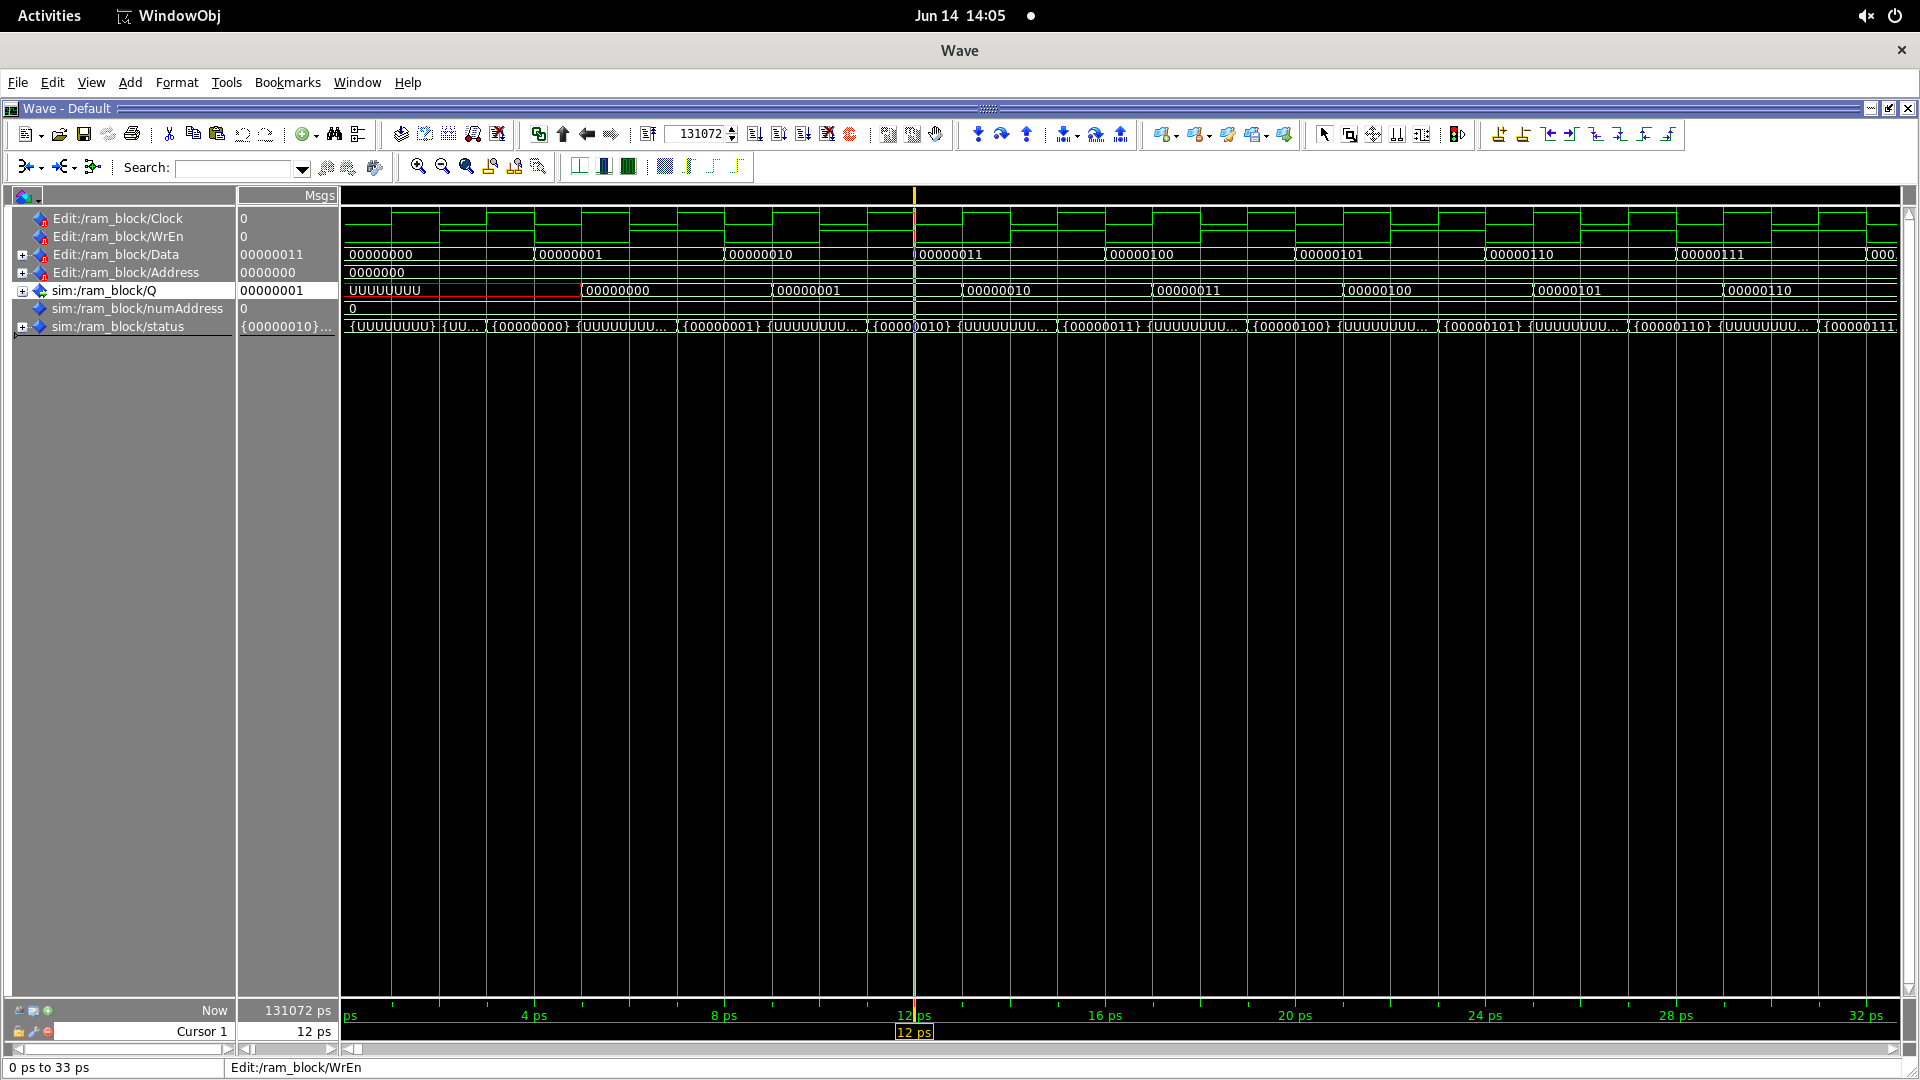 Activities WindowObj Jun 14 14:05
Wave
File Edit View Add Format Tools Bookmarks Window Help
Wave - Default
131072
Search:
Msgs
Edit:/ram_block/Clock 0
Edit:/ram_block/WrEn 0
Edit:/ram_block/Data 00000011 00000000 00000001 00000010 00000011 00000100 00000101 00000110 00000111 000
Edit:/ram_block/Address 0000000 0000000
sim:/ram_block/Q 00000001 UUUUUUUU 00000000 00000001 00000010 00000011 00000100 00000101 00000110
sim:/ram_block/numAddress 0 0
sim:/ram_block/status {00000010}... {UUUUUUUU} {UU... {00000000} {UUUUUUUU... {00000001} {UUUUUUUU... {00000010} {UUUUUUUU... {00000011} {UUUUUUUU... {00000100} {UUUUUUUU... {00000101} {UUUUUUUU... {00000110} {UUUUUUUU... {00000111
Now 131072 ps ps 4 ps 8 ps 12 ps 16 ps 20 ps 24 ps 28 ps 32 ps
Cursor 1 12 ps 12 ps
0 ps to 33 ps Edit:/ram_block/WrEn